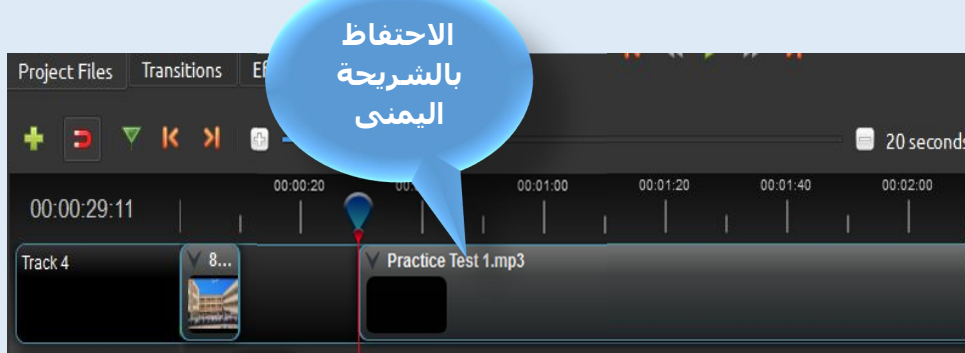 الاحتفاظ
بالشريحة
اليمنى
Project Files Transitions
20 seconds
00:00:20 00:01:00 00:01:20 00:01:40 00:02:00
00:00:29:11
Track 4 8... Practice Test 1.mp3